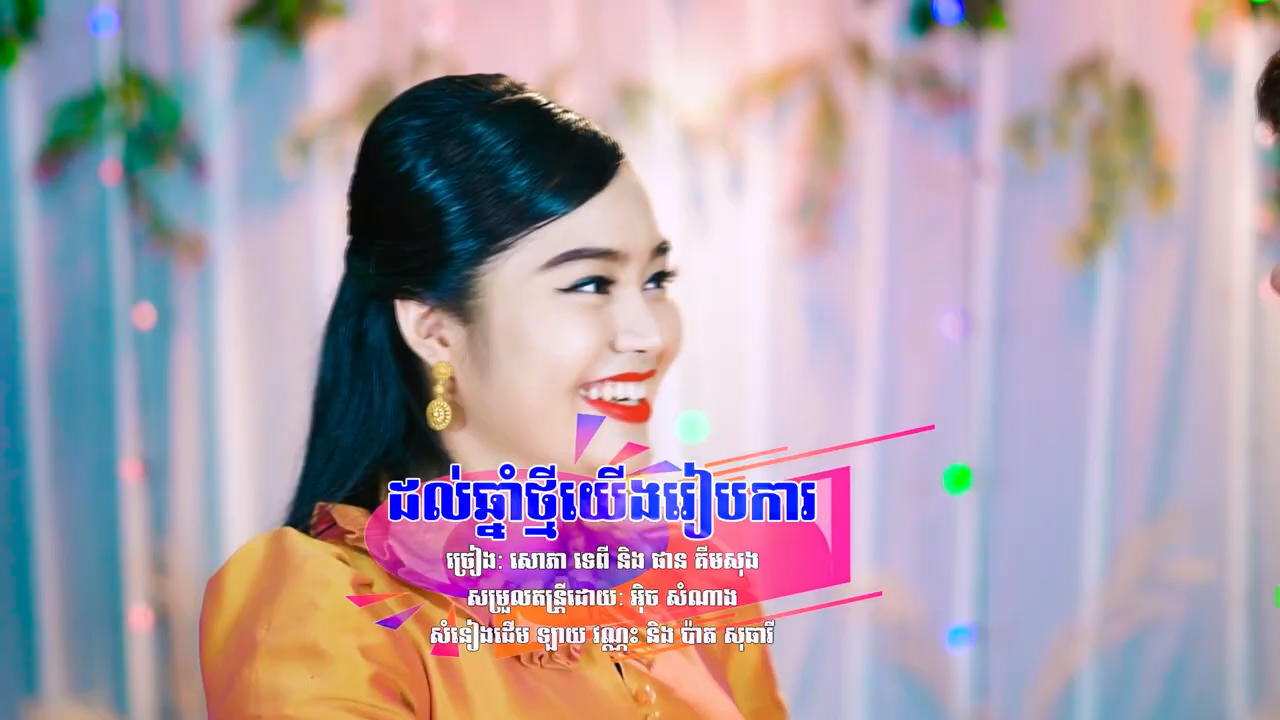 ដល់ឆ្នាំថ្មីយើងរៀបការ
ច្រៀង: សោភា ទេពី និង ផាន គីមសុង
សម្រួលតន្ត្រីដោយ: អ៊ិច សំណាង
សំនៀងដើម ឡាយ វណ្ណះ និង ប៉ាត សុធារី